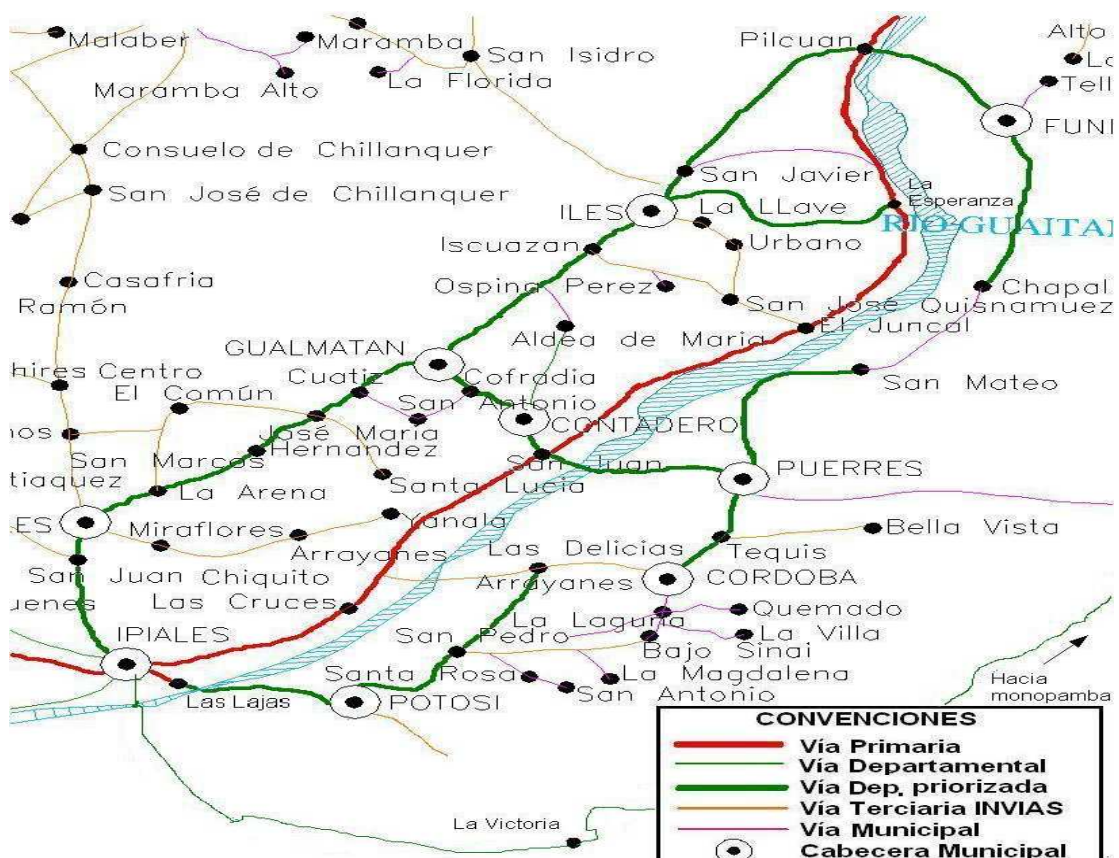 Malaber
Maramba
San Isidro
Pilcuan
Alto
Maramba Alto
La Florida
Tell
FUNE
Consuelo de Chillanquer
San José de Chillanquer
San Javier
La LLave
La
Esperanza
ILES
Iscuazan
Urbano
RIO GUAITAR
Casafria
Ramón
Ospina Perez
Chapal
San José Quisnamuez
El Juncal
Aldea de Maria
GUALMATAN
hires Centro
Cuatiz
Cofradia
El Común
San Antonio
San Mateo
CONTADERO
José Maria
Hernandez
San Juan
San Marcos
PUERRES
La Arena
Santa Lucia
ES
Miraflores
Yanala
Bella Vista
Arrayanes
Las Delicias
Tequis
San Juan Chiquito
Arrayanes
CORDOBA
Las Cruces
La Laguna
Quemado
IPIALES
San Pedro
La Villa
Bajo Sinai
Santa Rosa
La Magdalena
Las Lajas
POTOSI
San Antonio
Hacia
monopamba
La Victoria
CONVENCIONES
Vía Primaria
Vía Departamental
Vía Dep. priorizada
Vía Terciaria INVIAS
Vía Municipal
Cabecera Municipal